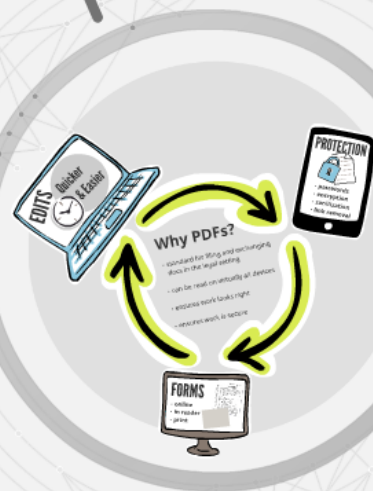 EDITS
Quicker
& Easier
PROTECTION
- passwords
- encryption
- sanitization
- link removal
Why PDFs?
- standard for filing and exchanging
docs in the legal setting
- can be read on virtually all devices
- ensures work looks right
- ensures work is secure
FORMS
- online
- in reader
- print